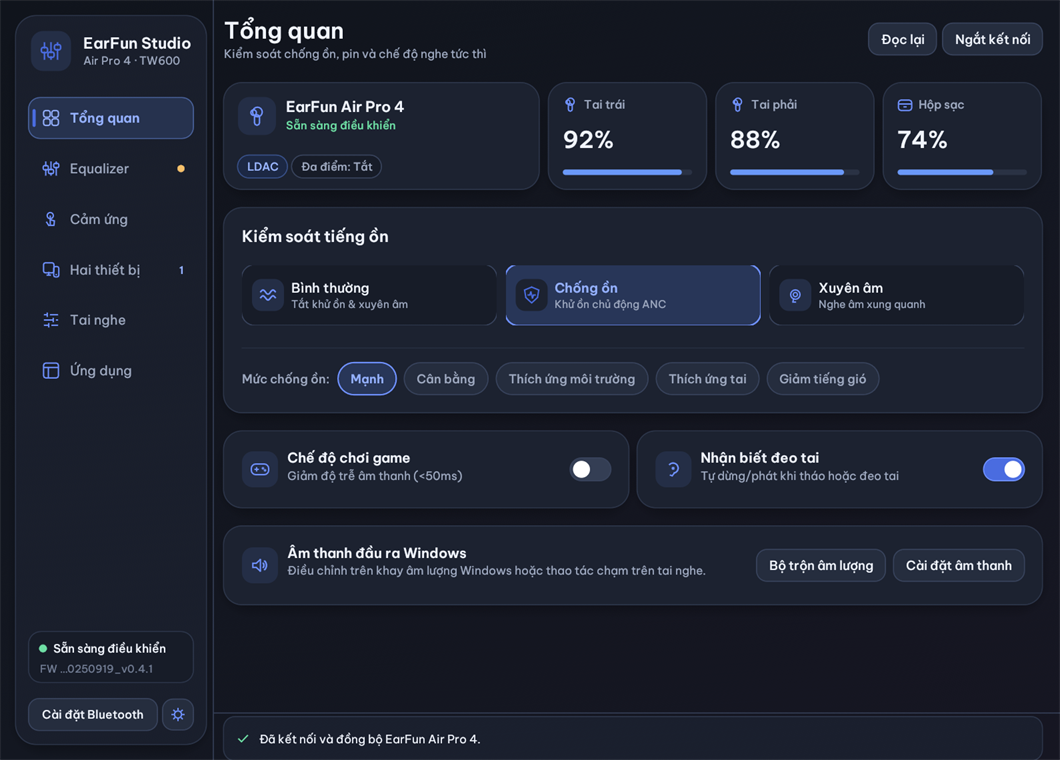 EarFun Studio
Air Pro 4 · TW600
Tổng quan
Equalizer
Cảm ứng
Hai thiết bị 1
Tai nghe
Ứng dụng
Sẵn sàng điều khiển
FW ...0250919_v0.4.1
Cài đặt Bluetooth
Tổng quan
Kiểm soát chống ồn, pin và chế độ nghe tức thì
Đọc lại
Ngắt kết nối
EarFun Air Pro 4
Sẵn sàng điều khiển
LDAC
Đa điểm: Tắt
Tai trái
92%
Tai phải
88%
Hộp sạc
74%
Kiểm soát tiếng ồn
Bình thường
Tắt khử ồn & xuyên âm
Chống ồn
Khử ồn chủ động ANC
Xuyên âm
Nghe âm xung quanh
Mức chống ồn:
Mạnh
Cân bằng
Thích ứng môi trường
Thích ứng tai
Giảm tiếng gió
Chế độ chơi game
Giảm độ trễ âm thanh (<50ms)
Nhận biết đeo tai
Tự dừng/phát khi tháo hoặc đeo tai
Âm thanh đầu ra Windows
Điều chỉnh trên khay âm lượng Windows hoặc thao tác chạm trên tai nghe.
Bộ trộn âm lượng
Cài đặt âm thanh
Đã kết nối và đồng bộ EarFun Air Pro 4.